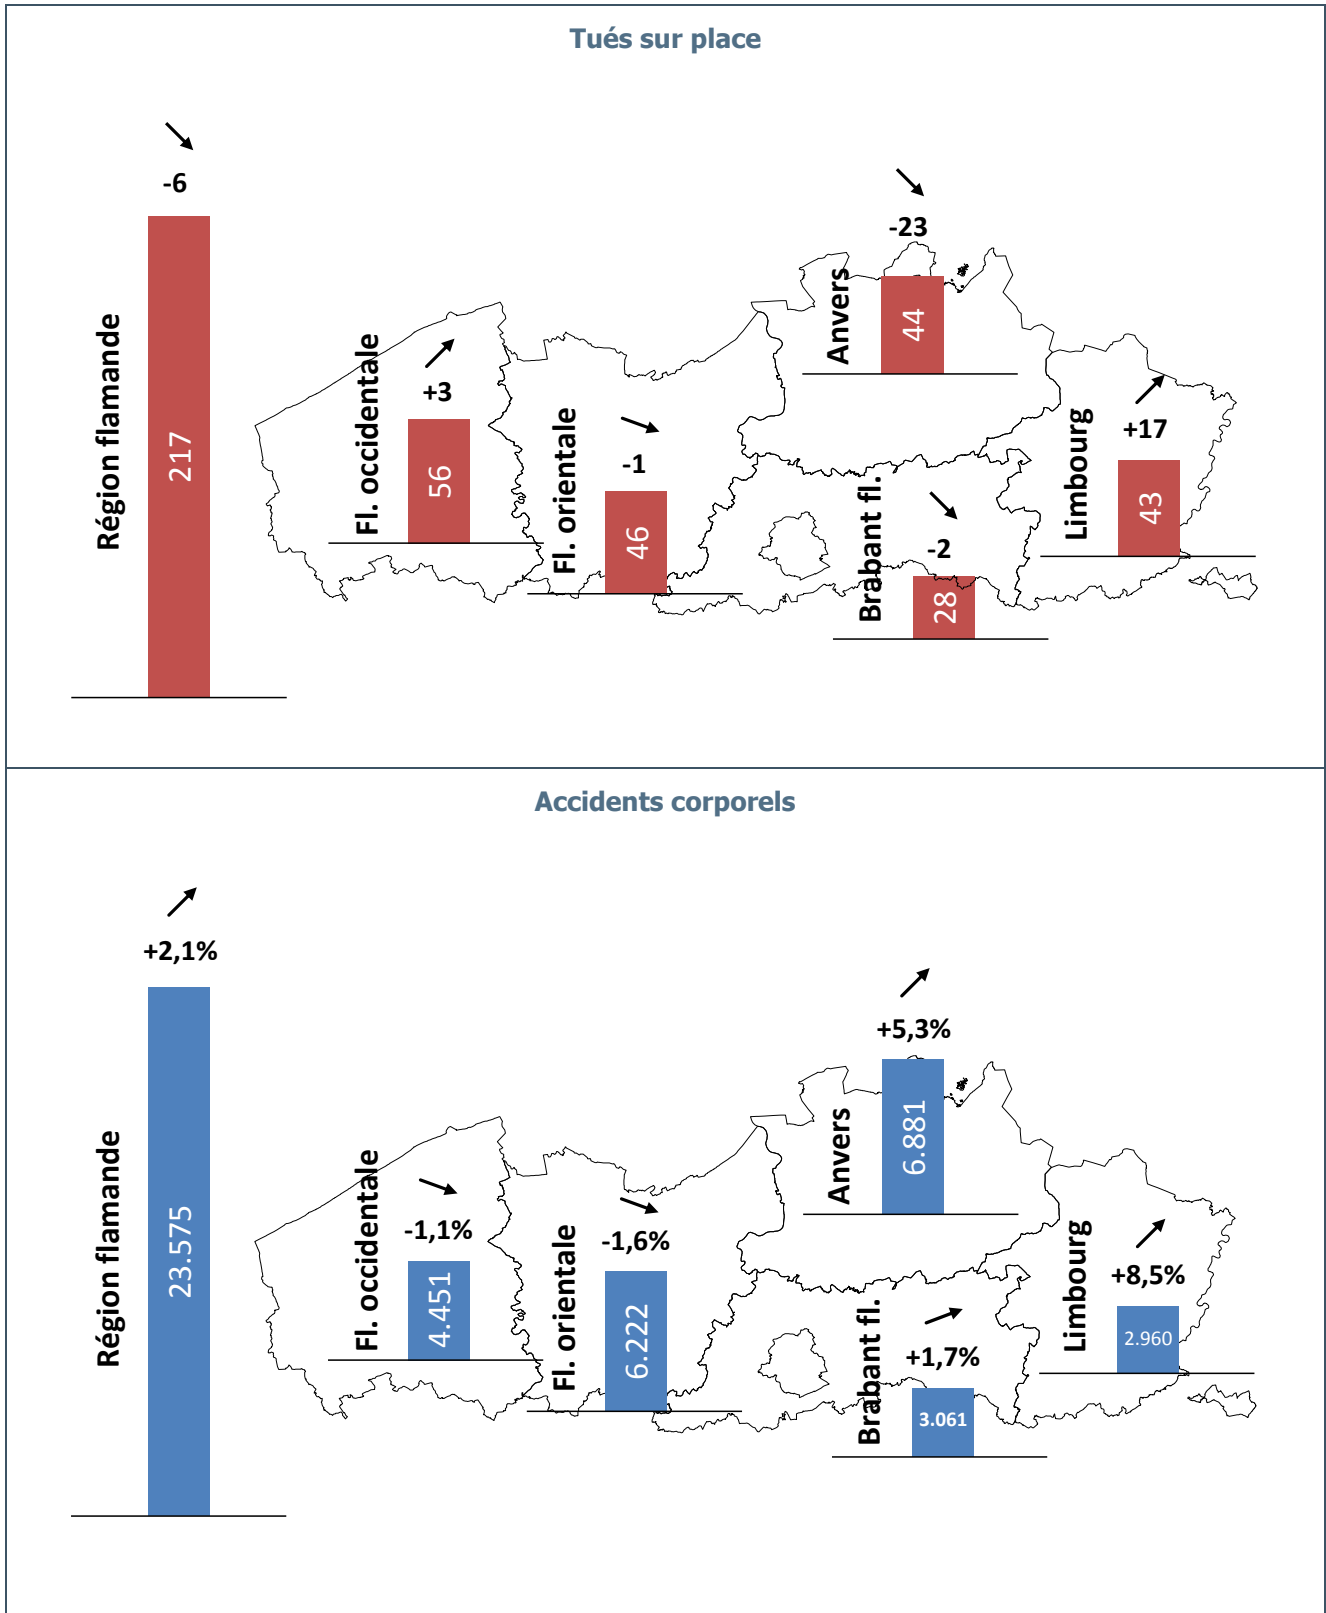 Tués sur place
-6
217
Région flamande
Fl. occidentale
+3
56
Fl. orientale
-1
46
Anvers
-23
44
Brabant fl.
-2
28
Limbourg
+17
43
Accidents corporels
+2,1%
23.575
Région flamande
Fl. occidentale
-1,1%
4.451
Fl. orientale
-1,6%
6.222
Anvers
+5,3%
6.881
Brabant fl.
+1,7%
3.061
Limbourg
+8,5%
2.960